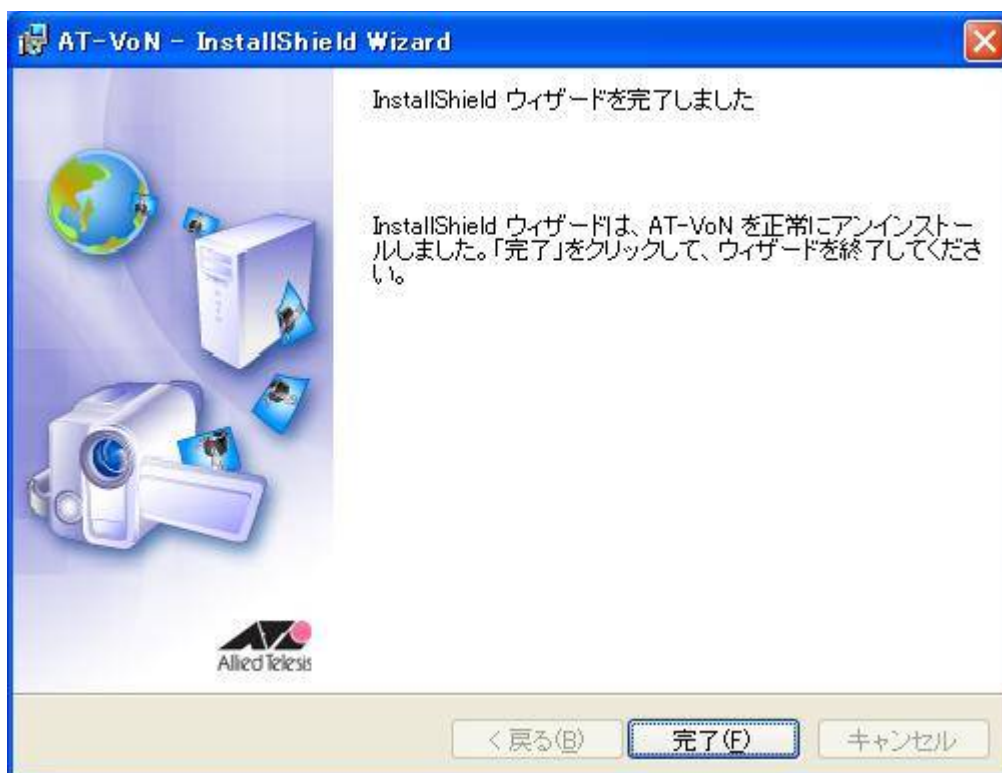 AT-VoN - InstallShield Wizard
InstallShield ウィザードを完了しました
InstallShield ウィザードは、AT-VoN を正常にアンインストー
ルしました。「完了」をクリックして、ウィザードを終了してくださ
い。
Allied Telesis
< 戻る(B)
完了(F)
キャンセル